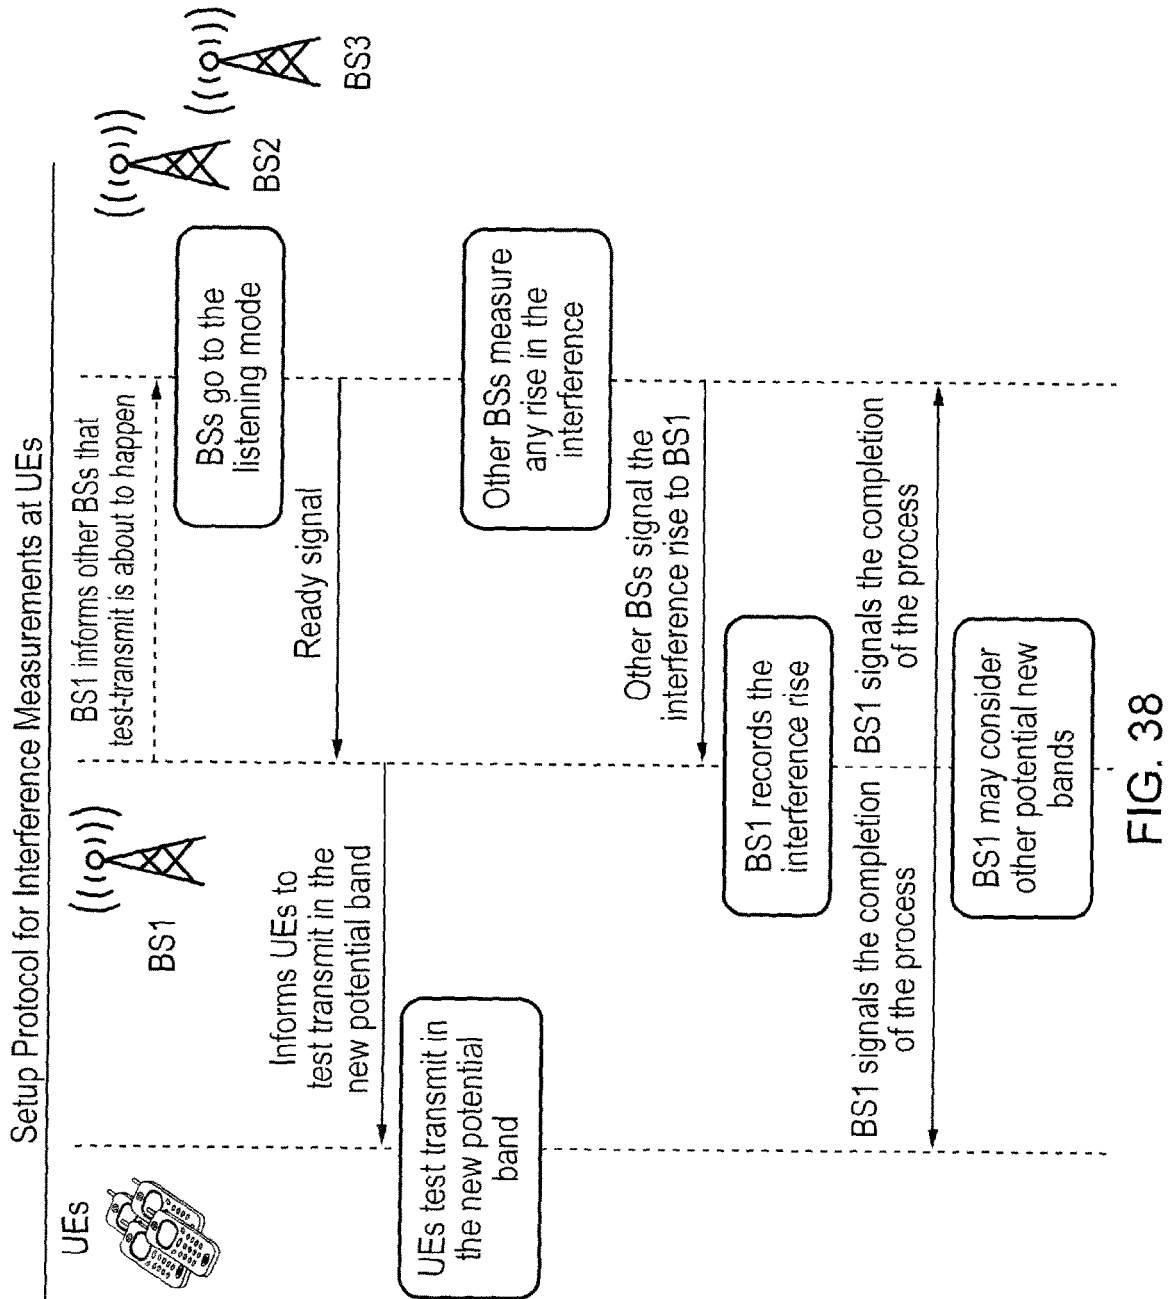 Setup Protocol for Interference Measurements at UEs
UEs
BS1
BS2
BS3
BS1 informs other BSs that
test-transmit is about to happen
BSs go to the
listening mode
Ready signal
Informs UEs to
test transmit in the
new potential band
UEs test transmit in
the new potential
band
Other BSs measure
any rise in the
interference
Other BSs signal the
interference rise to BS1
BS1 records the
interference rise
BS1 signals the completion
of the process
BS1 signals the completion
of the process
BS1 may consider
other potential new
bands
FIG. 38